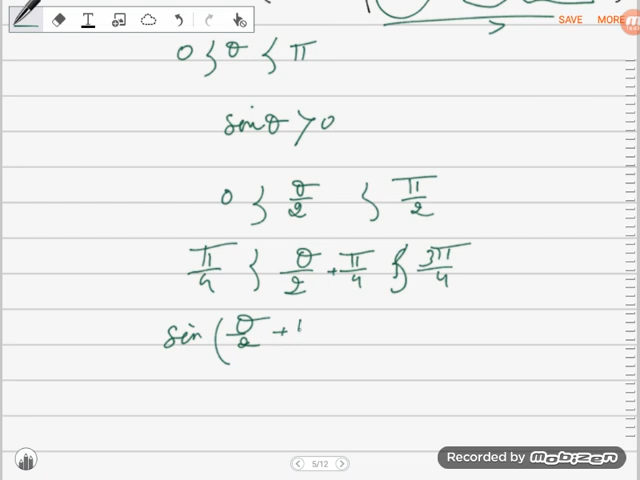 SAVE MORE
0 < θ < π
sinθ > 0
0 < θ/2 < π/2
π/4 < θ/2 + π/4 < 3π/4
sin(θ/2 +
5/12
Recorded by Mobizen